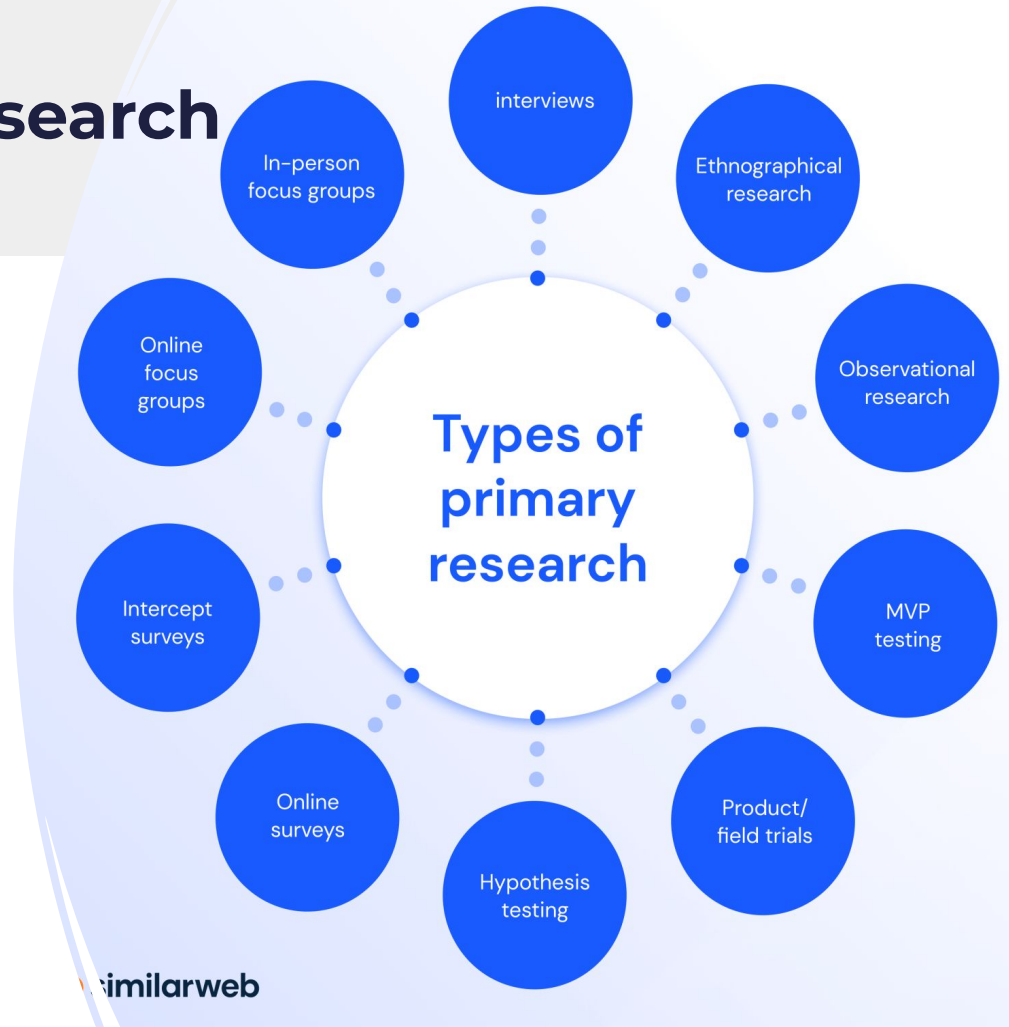 search
interviews
Ethnographical
research
Observational
research
MVP
testing
Product/
field trials
Hypothesis
testing
Online
surveys
Intercept
surveys
Online
focus
groups
In-person
focus groups
Types of
primary
research
similarweb